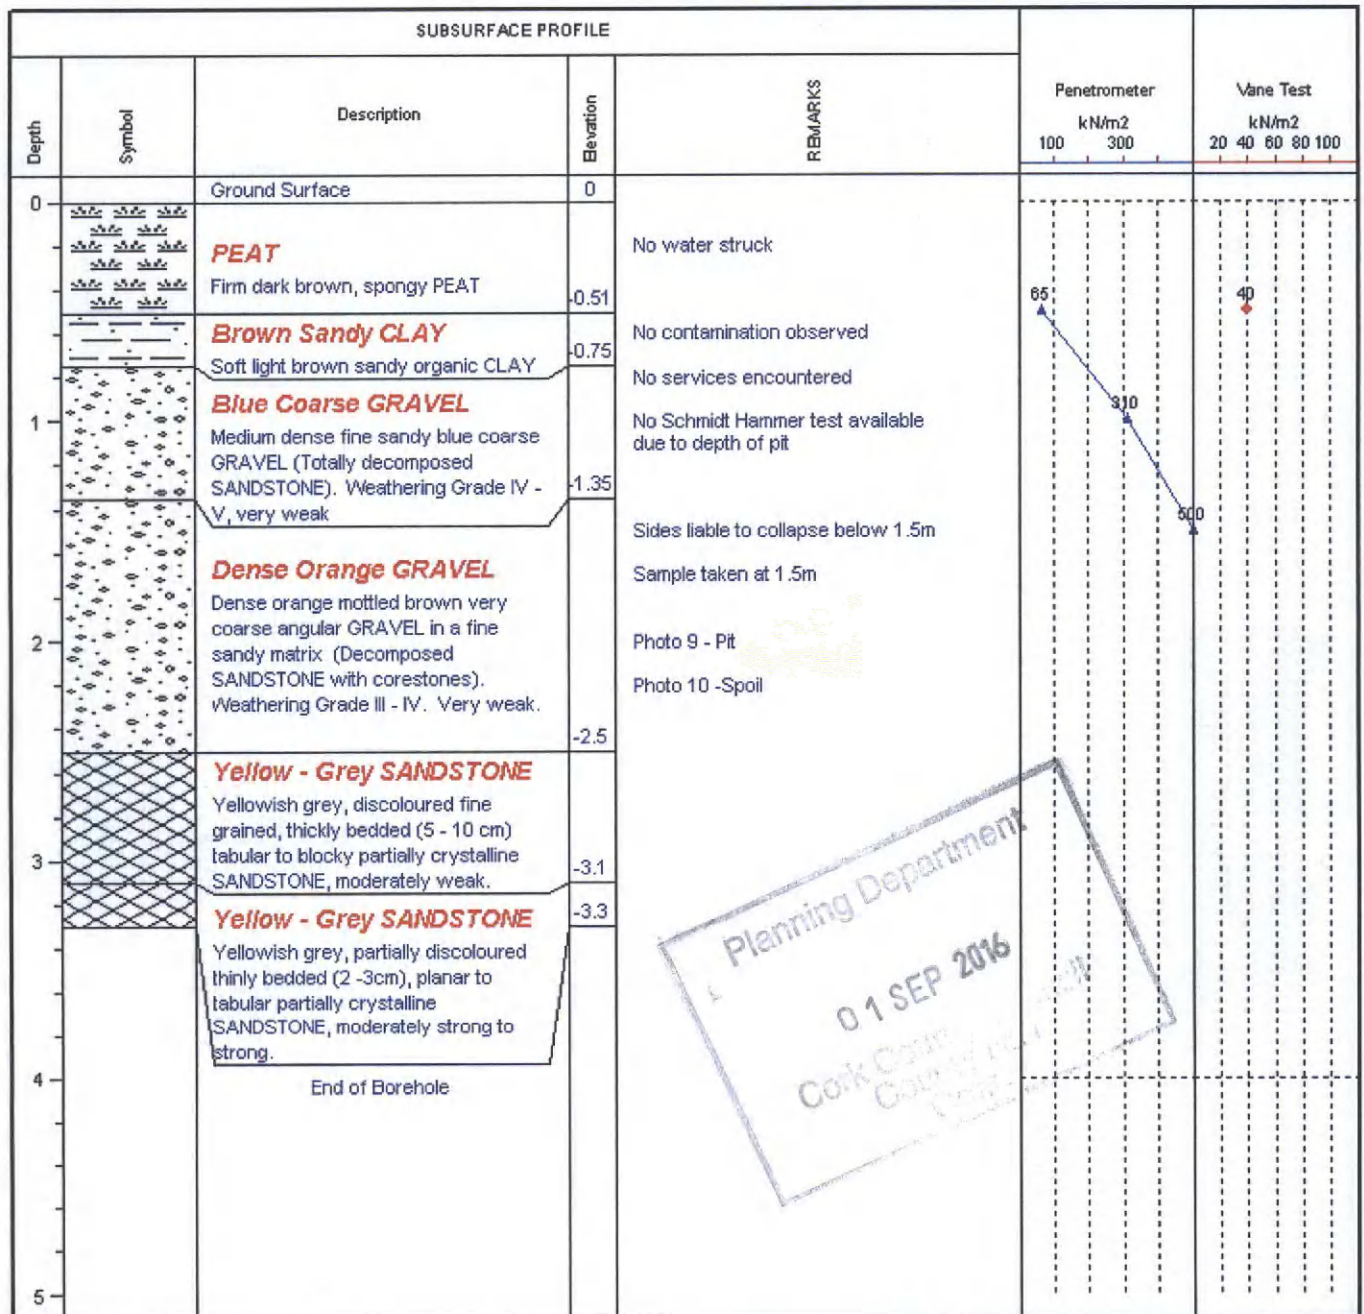 SUBSURFACE PROFILE
Depth
Symbol
Description
Elevation
REMARKS
Penetrometer
kN/m2
100 300
Vane Test
kN/m2
20 40 60 80 100
Ground Surface
0
0
PEAT
Firm dark brown, spongy PEAT
-0.51
No water struck
65
40
Brown Sandy CLAY
Soft light brown sandy organic CLAY
-0.75
No contamination observed
No services encountered
1
Blue Coarse GRAVEL
Medium dense fine sandy blue coarse
GRAVEL (Totally decomposed
SANDSTONE). Weathering Grade IV -
V, very weak
-1.35
No Schmidt Hammer test available
due to depth of pit
310
500
Sides liable to collapse below 1.5m
Sample taken at 1.5m
2
Dense Orange GRAVEL
Dense orange mottled brown very
coarse angular GRAVEL in a fine
sandy matrix (Decomposed
SANDSTONE with corestones).
Weathering Grade III - IV. Very weak.
-2.5
Photo 9 - Pit
Photo 10 -Spoil
3
Yellow - Grey SANDSTONE
Yellowish grey, discoloured fine
grained, thickly bedded (5 - 10 cm)
tabular to blocky partially crystalline
SANDSTONE, moderately weak.
-3.1
Yellow - Grey SANDSTONE
-3.3
Yellowish grey, partially discoloured
thinly bedded (2 -3cm), planar to
tabular partially crystalline
SANDSTONE, moderately strong to
strong.
4
End of Borehole
5
Planning Department
01 SEP 2016
Cork